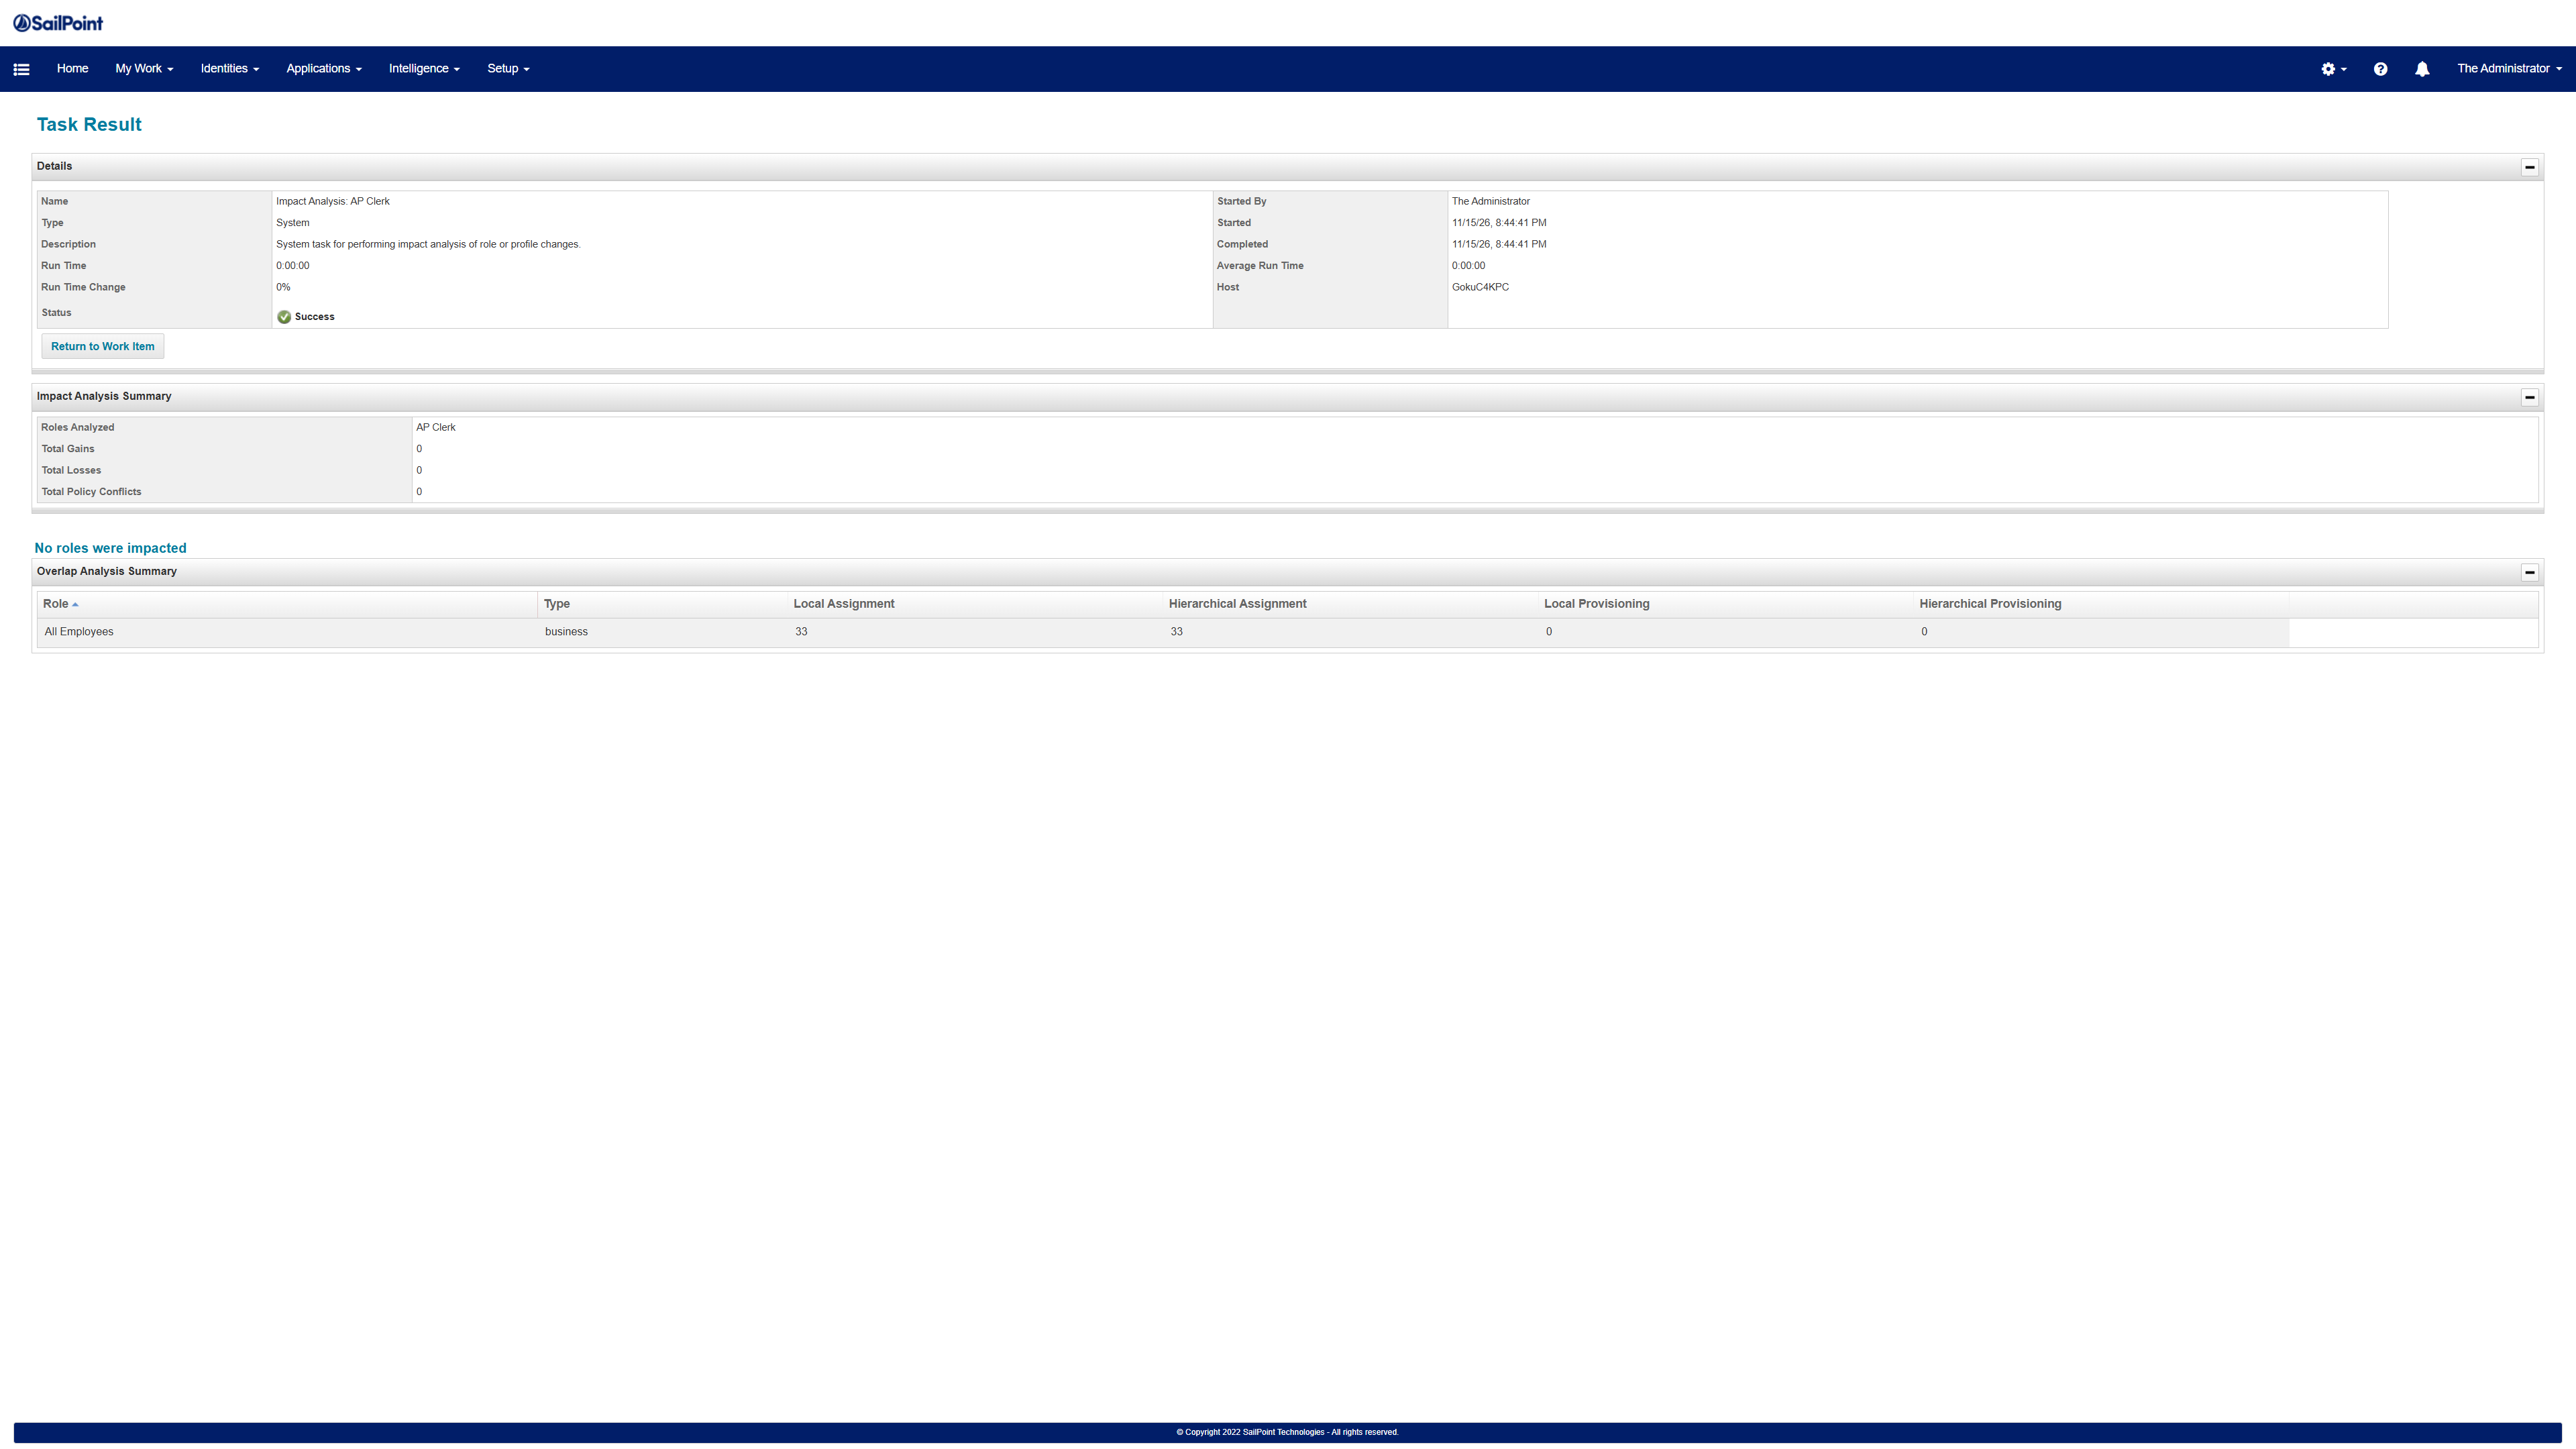 SailPoint
Home My Work Identities Applications Intelligence Setup The Administrator
Task Result
Details
Name Impact Analysis: AP Clerk Started By The Administrator
Type System Started 11/15/26, 8:44:41 PM
Description System task for performing impact analysis of role or profile changes. Completed 11/15/26, 8:44:41 PM
Run Time 0:00:00 Average Run Time 0:00:00
Run Time Change 0% Host GokuC4KPC
Status Success
Return to Work Item
Impact Analysis Summary
Roles Analyzed AP Clerk
Total Gains 0
Total Losses 0
Total Policy Conflicts 0
No roles were impacted
Overlap Analysis Summary
Role Type Local Assignment Hierarchical Assignment Local Provisioning Hierarchical Provisioning
All Employees business 33 33 0 0
© Copyright 2022 SailPoint Technologies - All rights reserved.